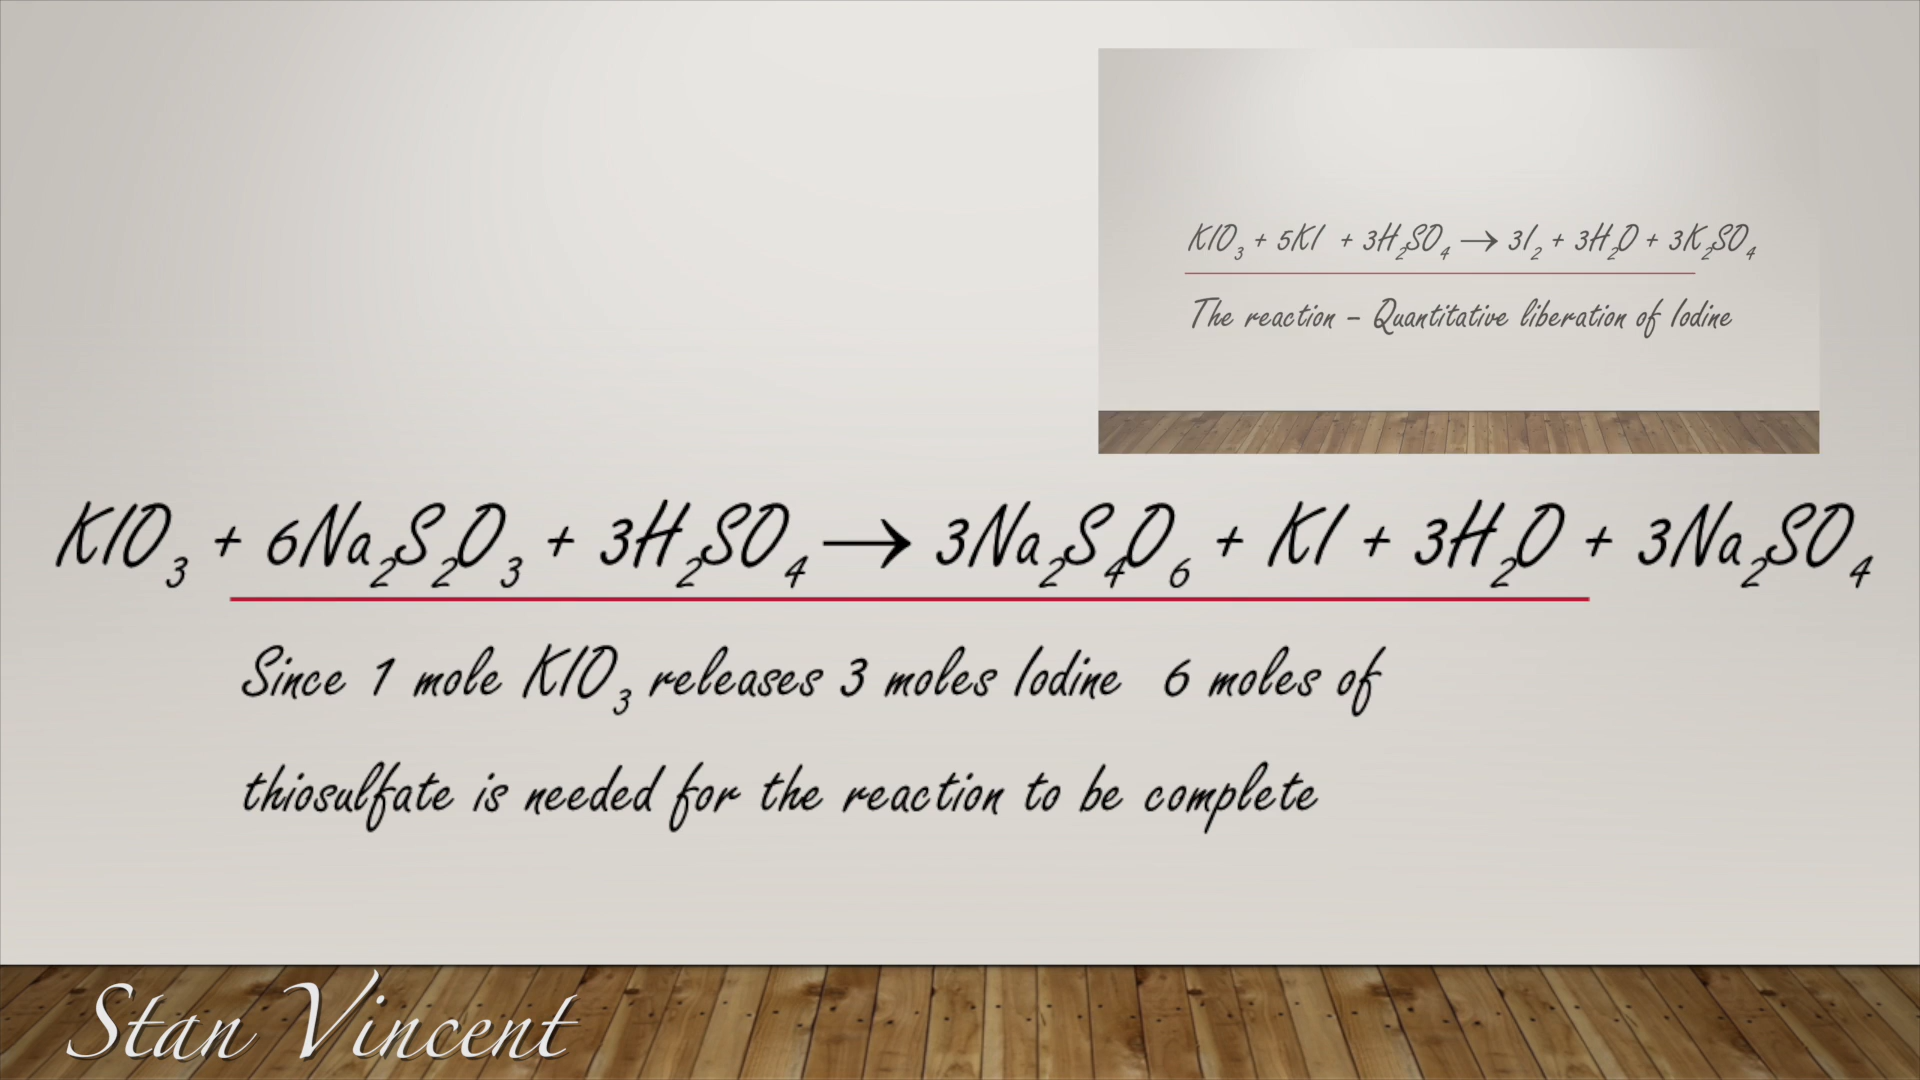 KIO₃ + 5KI + 3H₂SO₄ → 3I₂ + 3H₂O + 3K₂SO₄
The reaction – Quantitative liberation of Iodine
KIO₃ + 6Na₂S₂O₃ + 3H₂SO₄ → 3Na₂S₄O₆ + KI + 3H₂O + 3Na₂SO₄
Since 1 mole KIO₃ releases 3 moles Iodine 6 moles of
thiosulfate is needed for the reaction to be complete
Stan Vincent